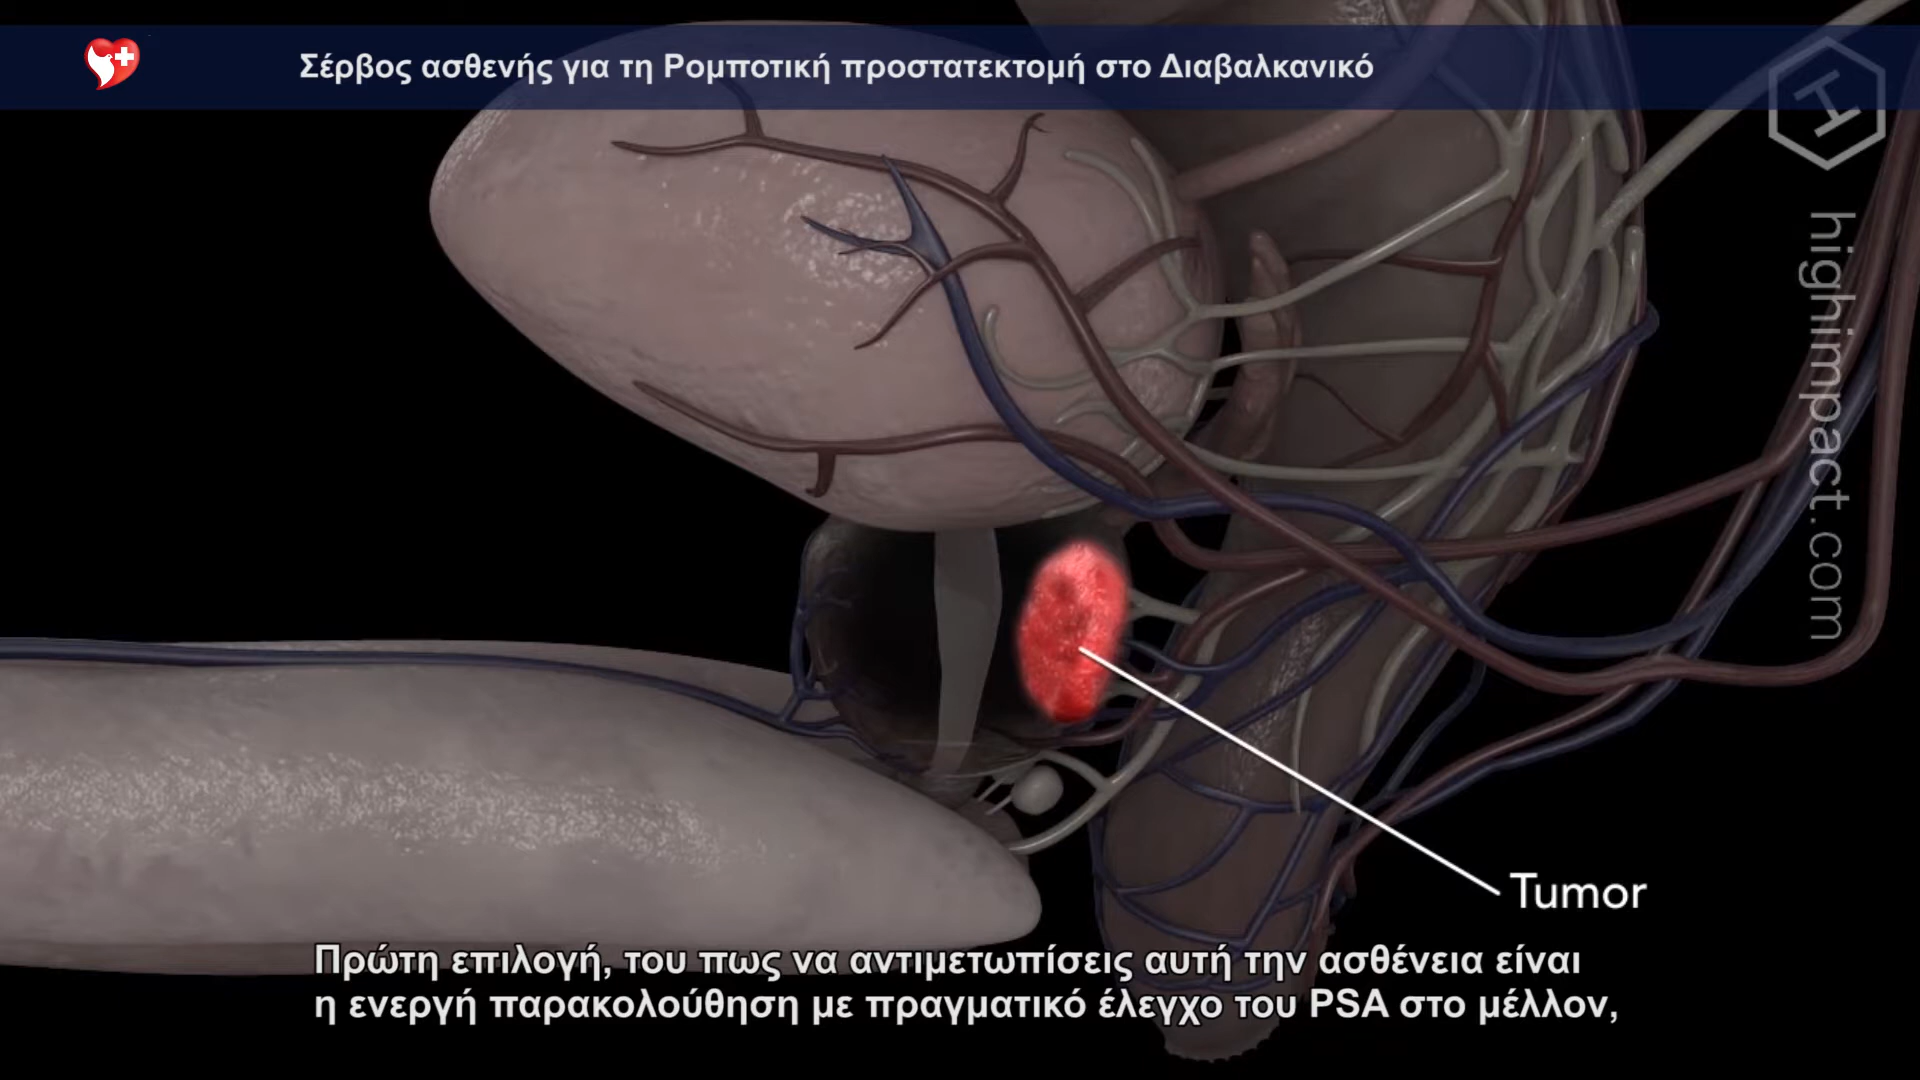 Σέρβος ασθενής για τη Ρομποτική προστατεκτομή στο Διαβαλκανικό
highimpact.com
Tumor
Πρώτη επιλογή, του πως να αντιμετωπίσεις αυτή την ασθένεια είναι
η ενεργή παρακολούθηση με πραγματικό έλεγχο του PSA στο μέλλον,